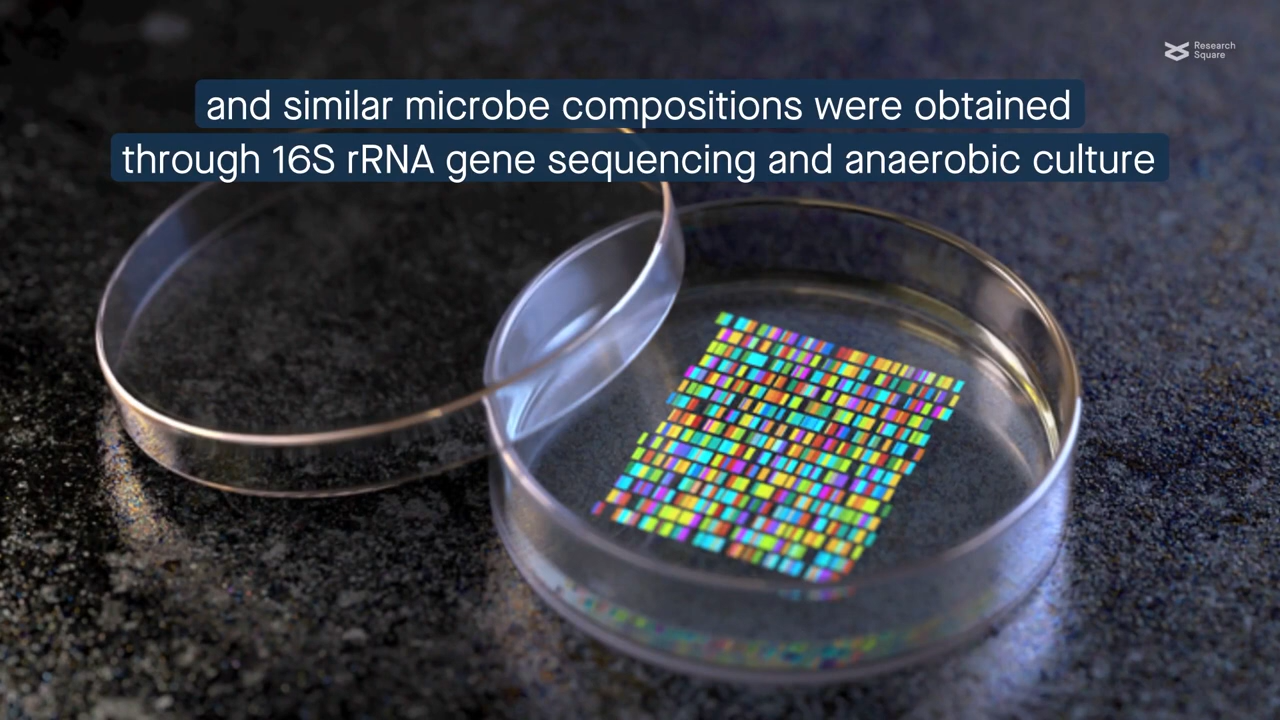 Research
Square
and similar microbe compositions were obtained
through 16S rRNA gene sequencing and anaerobic culture